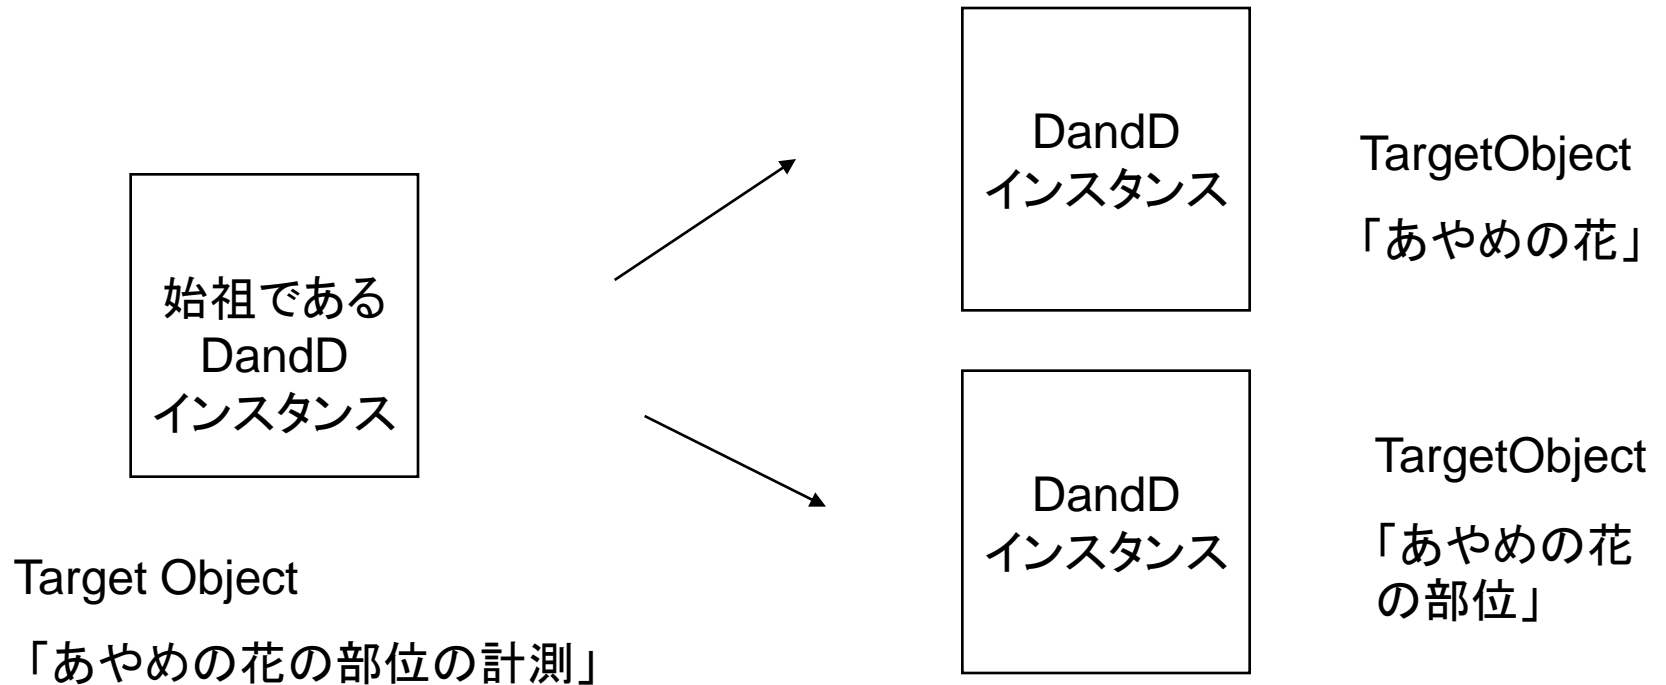 始祖である
DandD
インスタンス
Target Object
「あやめの花の部位の計測」
DandD
インスタンス
TargetObject
「あやめの花」
DandD
インスタンス
TargetObject
「あやめの花
の部位」